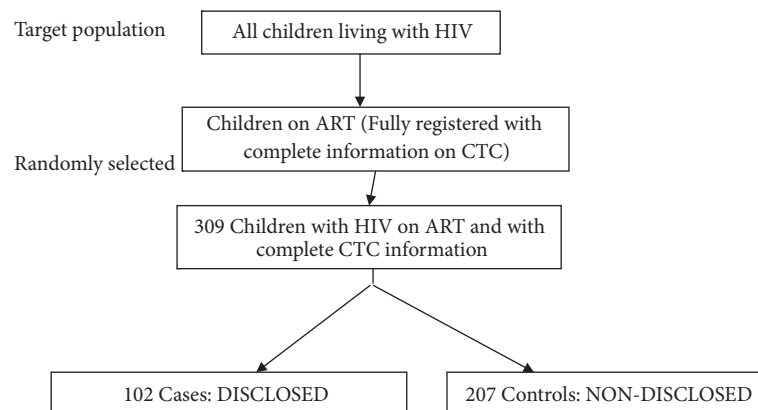 Target population
All children living with HIV
Children on ART (Fully registered with
complete information on CTC)
Randomly selected
309 Children with HIV on ART and with
complete CTC information
102 Cases: DISCLOSED
207 Controls: NON-DISCLOSED